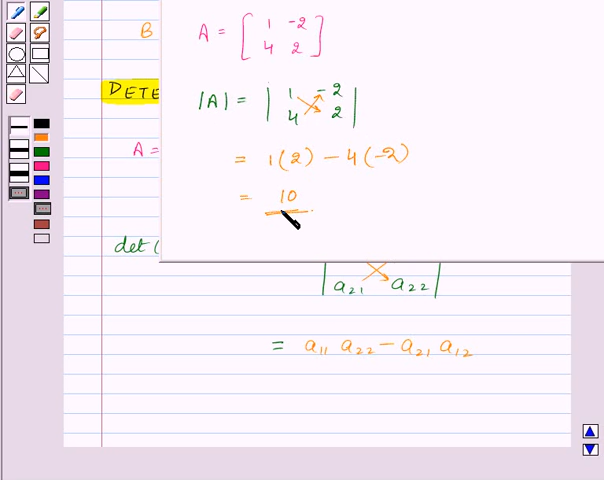 B
A = [ 1 -2
4 2 ]
DETE
|A| = | 1 -2
4 2 |
A =
= 1(2) - 4(-2)
= 10
det(
| a21 a22 |
= a11 a22 - a21 a12